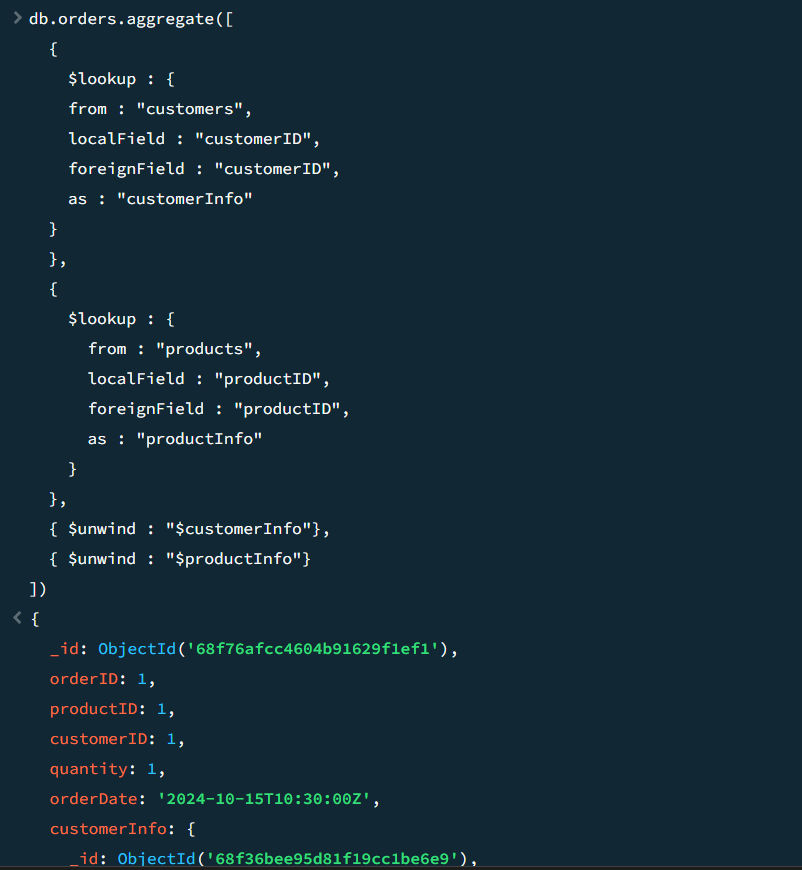 db.orders.aggregate([
{
$lookup : {
from : "customers",
localField : "customerID",
foreignField : "customerID",
as : "customerInfo"
}
},
{
$lookup : {
from : "products",
localField : "productID",
foreignField : "productID",
as : "productInfo"
}
},
{ $unwind : "$customerInfo"},
{ $unwind : "$productInfo"}
])
{
_id: ObjectId('68f76afcc4604b91629f1ef1'),
orderID: 1,
productID: 1,
customerID: 1,
quantity: 1,
orderDate: '2024-10-15T10:30:00Z',
customerInfo: {
_id: ObjectId('68f36bee95d81f19cc1be6e9'),